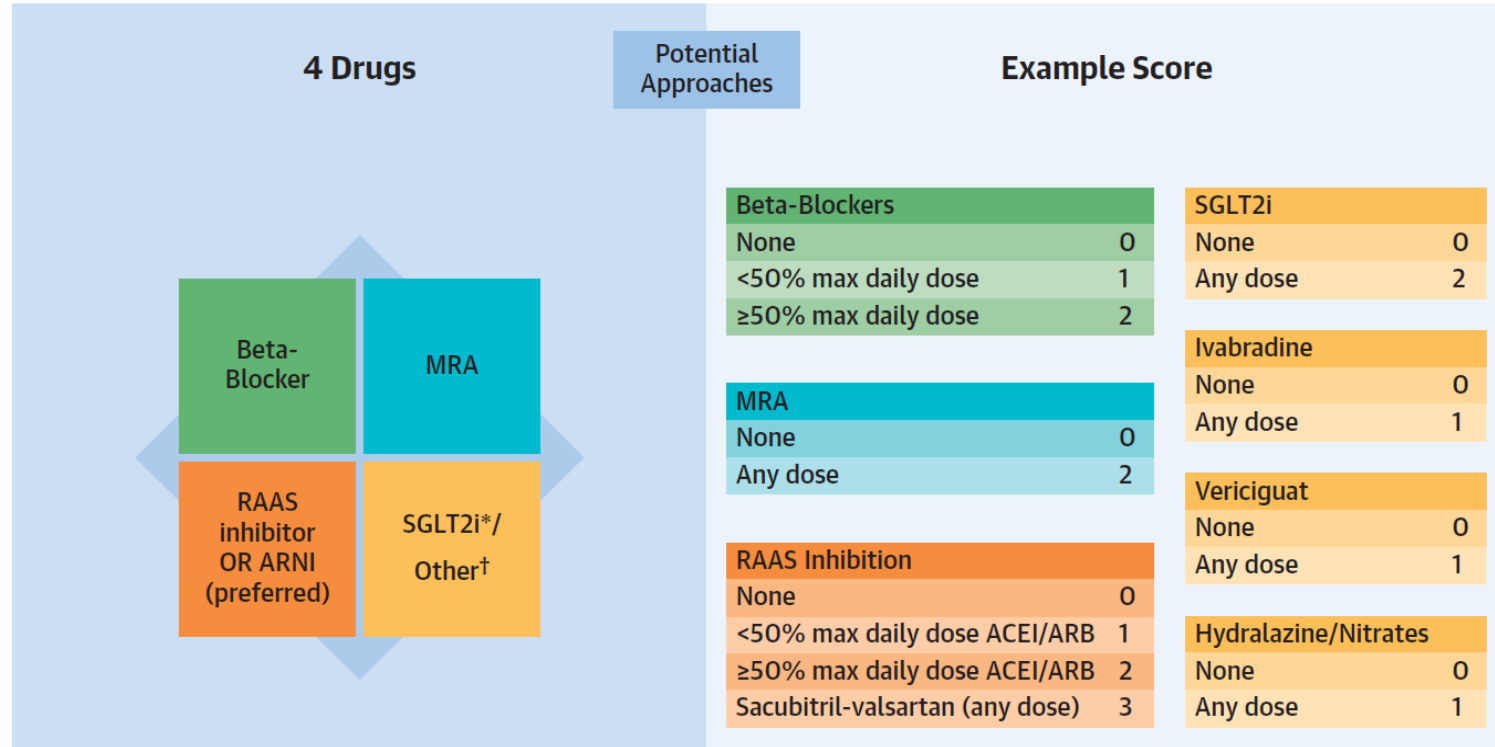 4 Drugs
Potential
Approaches
Example Score
Beta-
Blocker
MRA
RAAS
inhibitor
OR ARNI
(preferred)
SGLT2i*/
Other†
Beta-Blockers
None 0
<50% max daily dose 1
≥50% max daily dose 2
MRA
None 0
Any dose 2
RAAS Inhibition
None 0
<50% max daily dose ACEI/ARB 1
≥50% max daily dose ACEI/ARB 2
Sacubitril-valsartan (any dose) 3
SGLT2i
None 0
Any dose 2
Ivabradine
None 0
Any dose 1
Vericiguat
None 0
Any dose 1
Hydralazine/Nitrates
None 0
Any dose 1